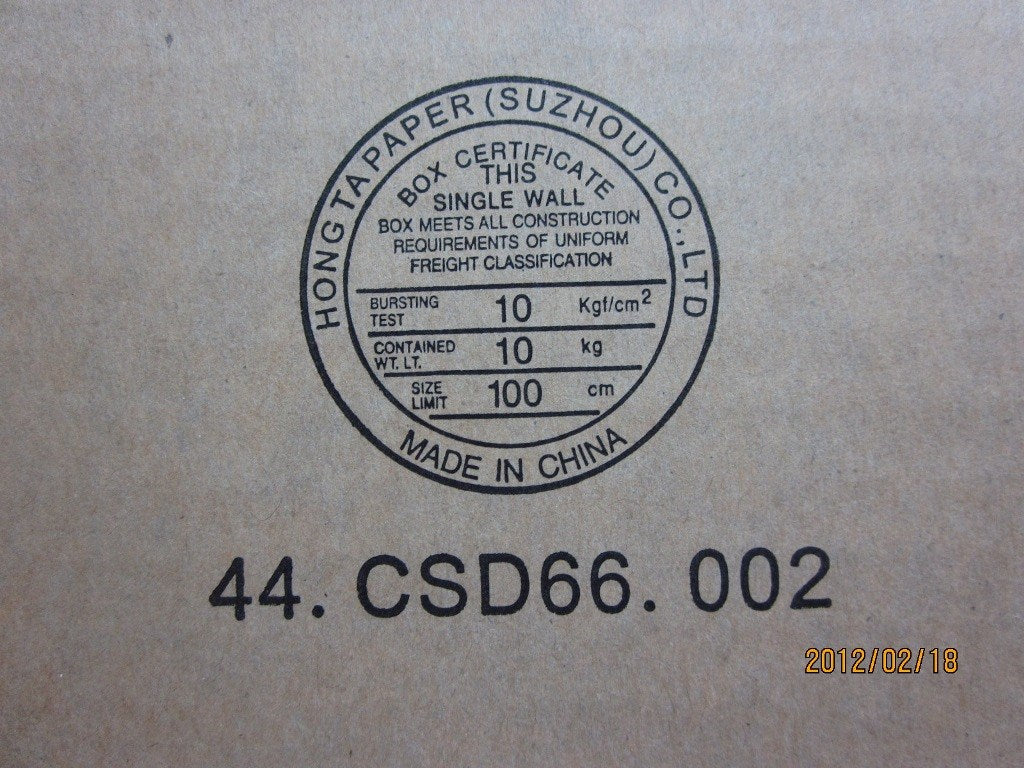 HONG TA PAPER (SUZHOU) CO.,LTD
BOX CERTIFICATE
THIS
SINGLE WALL
BOX MEETS ALL CONSTRUCTION
REQUIREMENTS OF UNIFORM
FREIGHT CLASSIFICATION
BURSTING TEST 10 Kgf/cm²
CONTAINED WT. LT. 10 kg
SIZE LIMIT 100 cm
MADE IN CHINA
44. CSD66. 002
2012/02/18